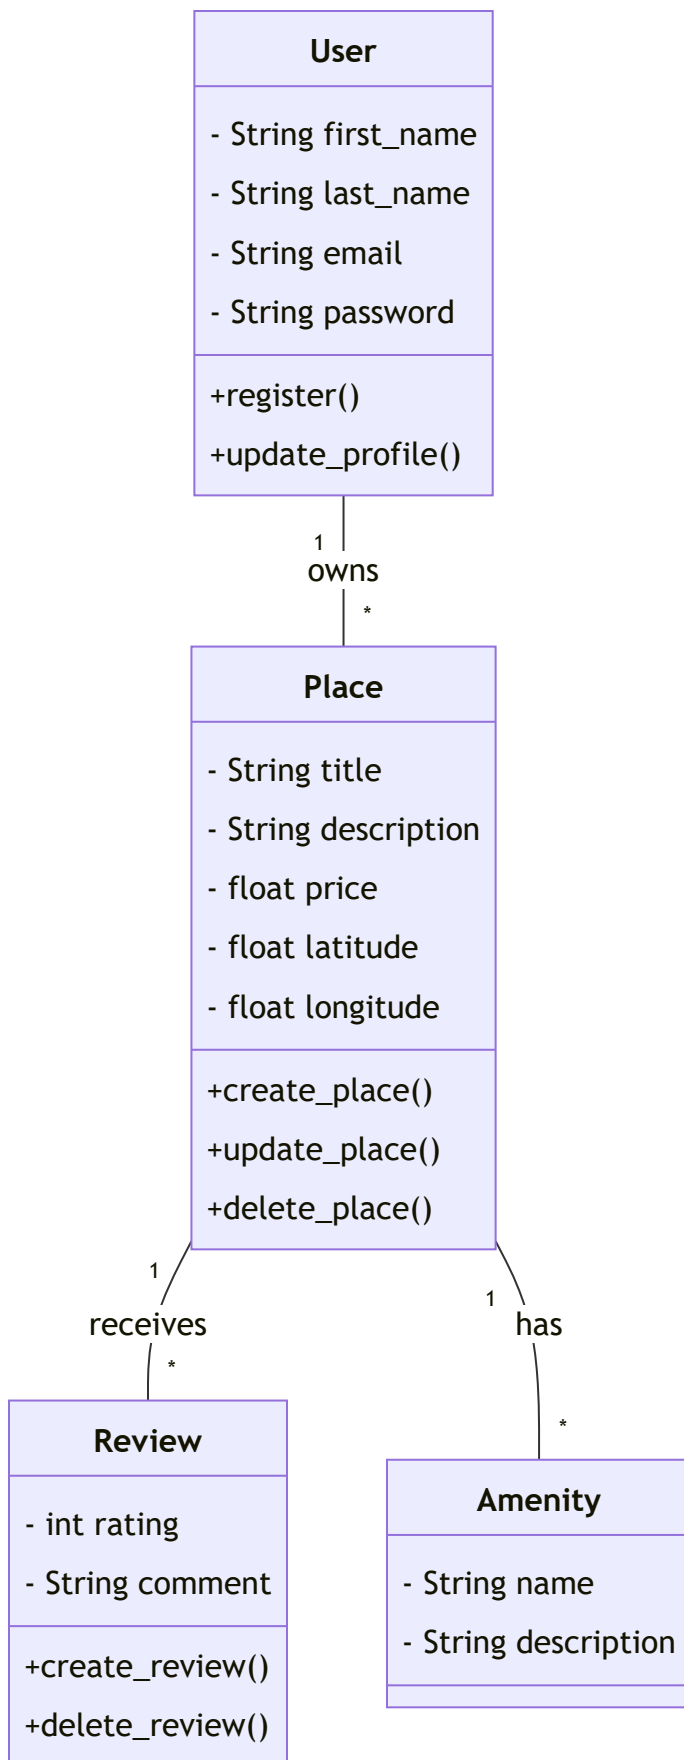 User
- String first_name
- String last_name
- String email
- String password
+register()
+update_profile()
1
owns
*
Place
- String title
- String description
- float price
- float latitude
- float longitude
+create_place()
+update_place()
+delete_place()
1
receives
*
1
has
*
Review
- int rating
- String comment
+create_review()
+delete_review()
Amenity
- String name
- String description